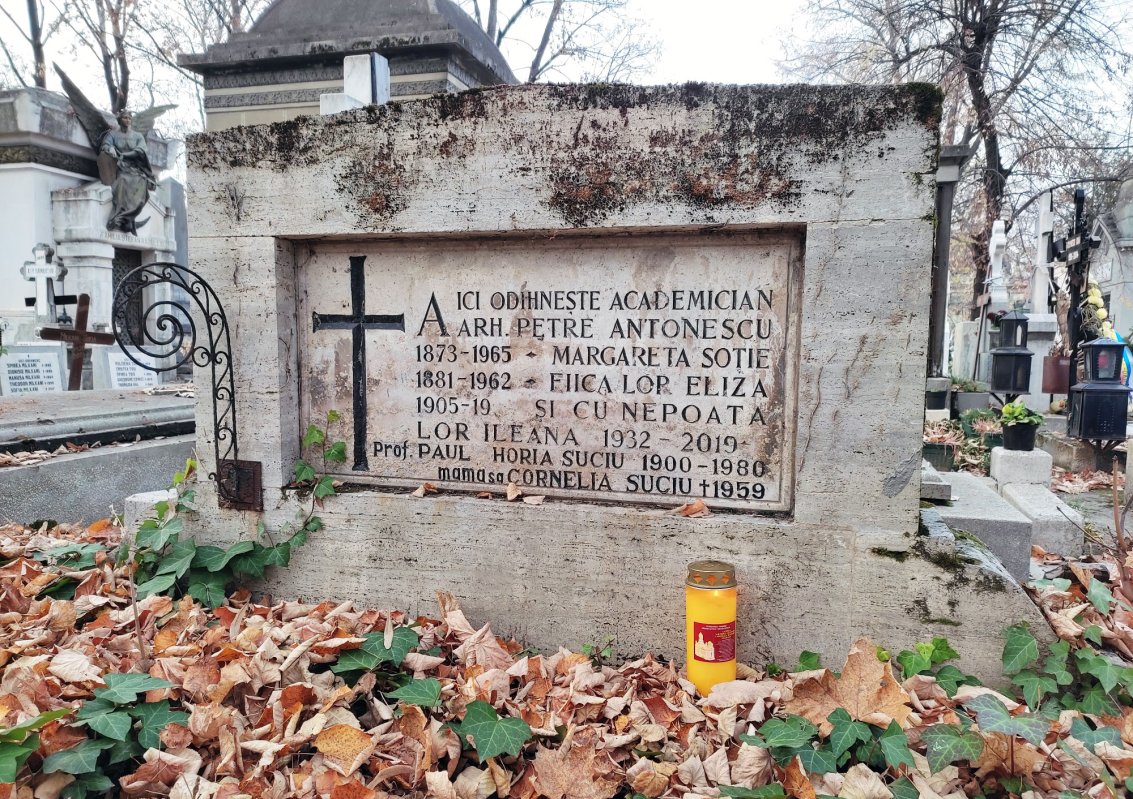 AICI ODIHNEȘTE ACADEMICIAN
ARH. PETRE ANTONESCU
1873-1965 - MARGARETA SOȚIE
1881-1962 - FIICA LOR ELIZA
1905-19 ȘI CU NEPOATA
LOR ILEANA 1932-2019
Prof. PAUL HORIA SUCIU 1900-1980
mama sa CORNELIA SUCIU † 1959